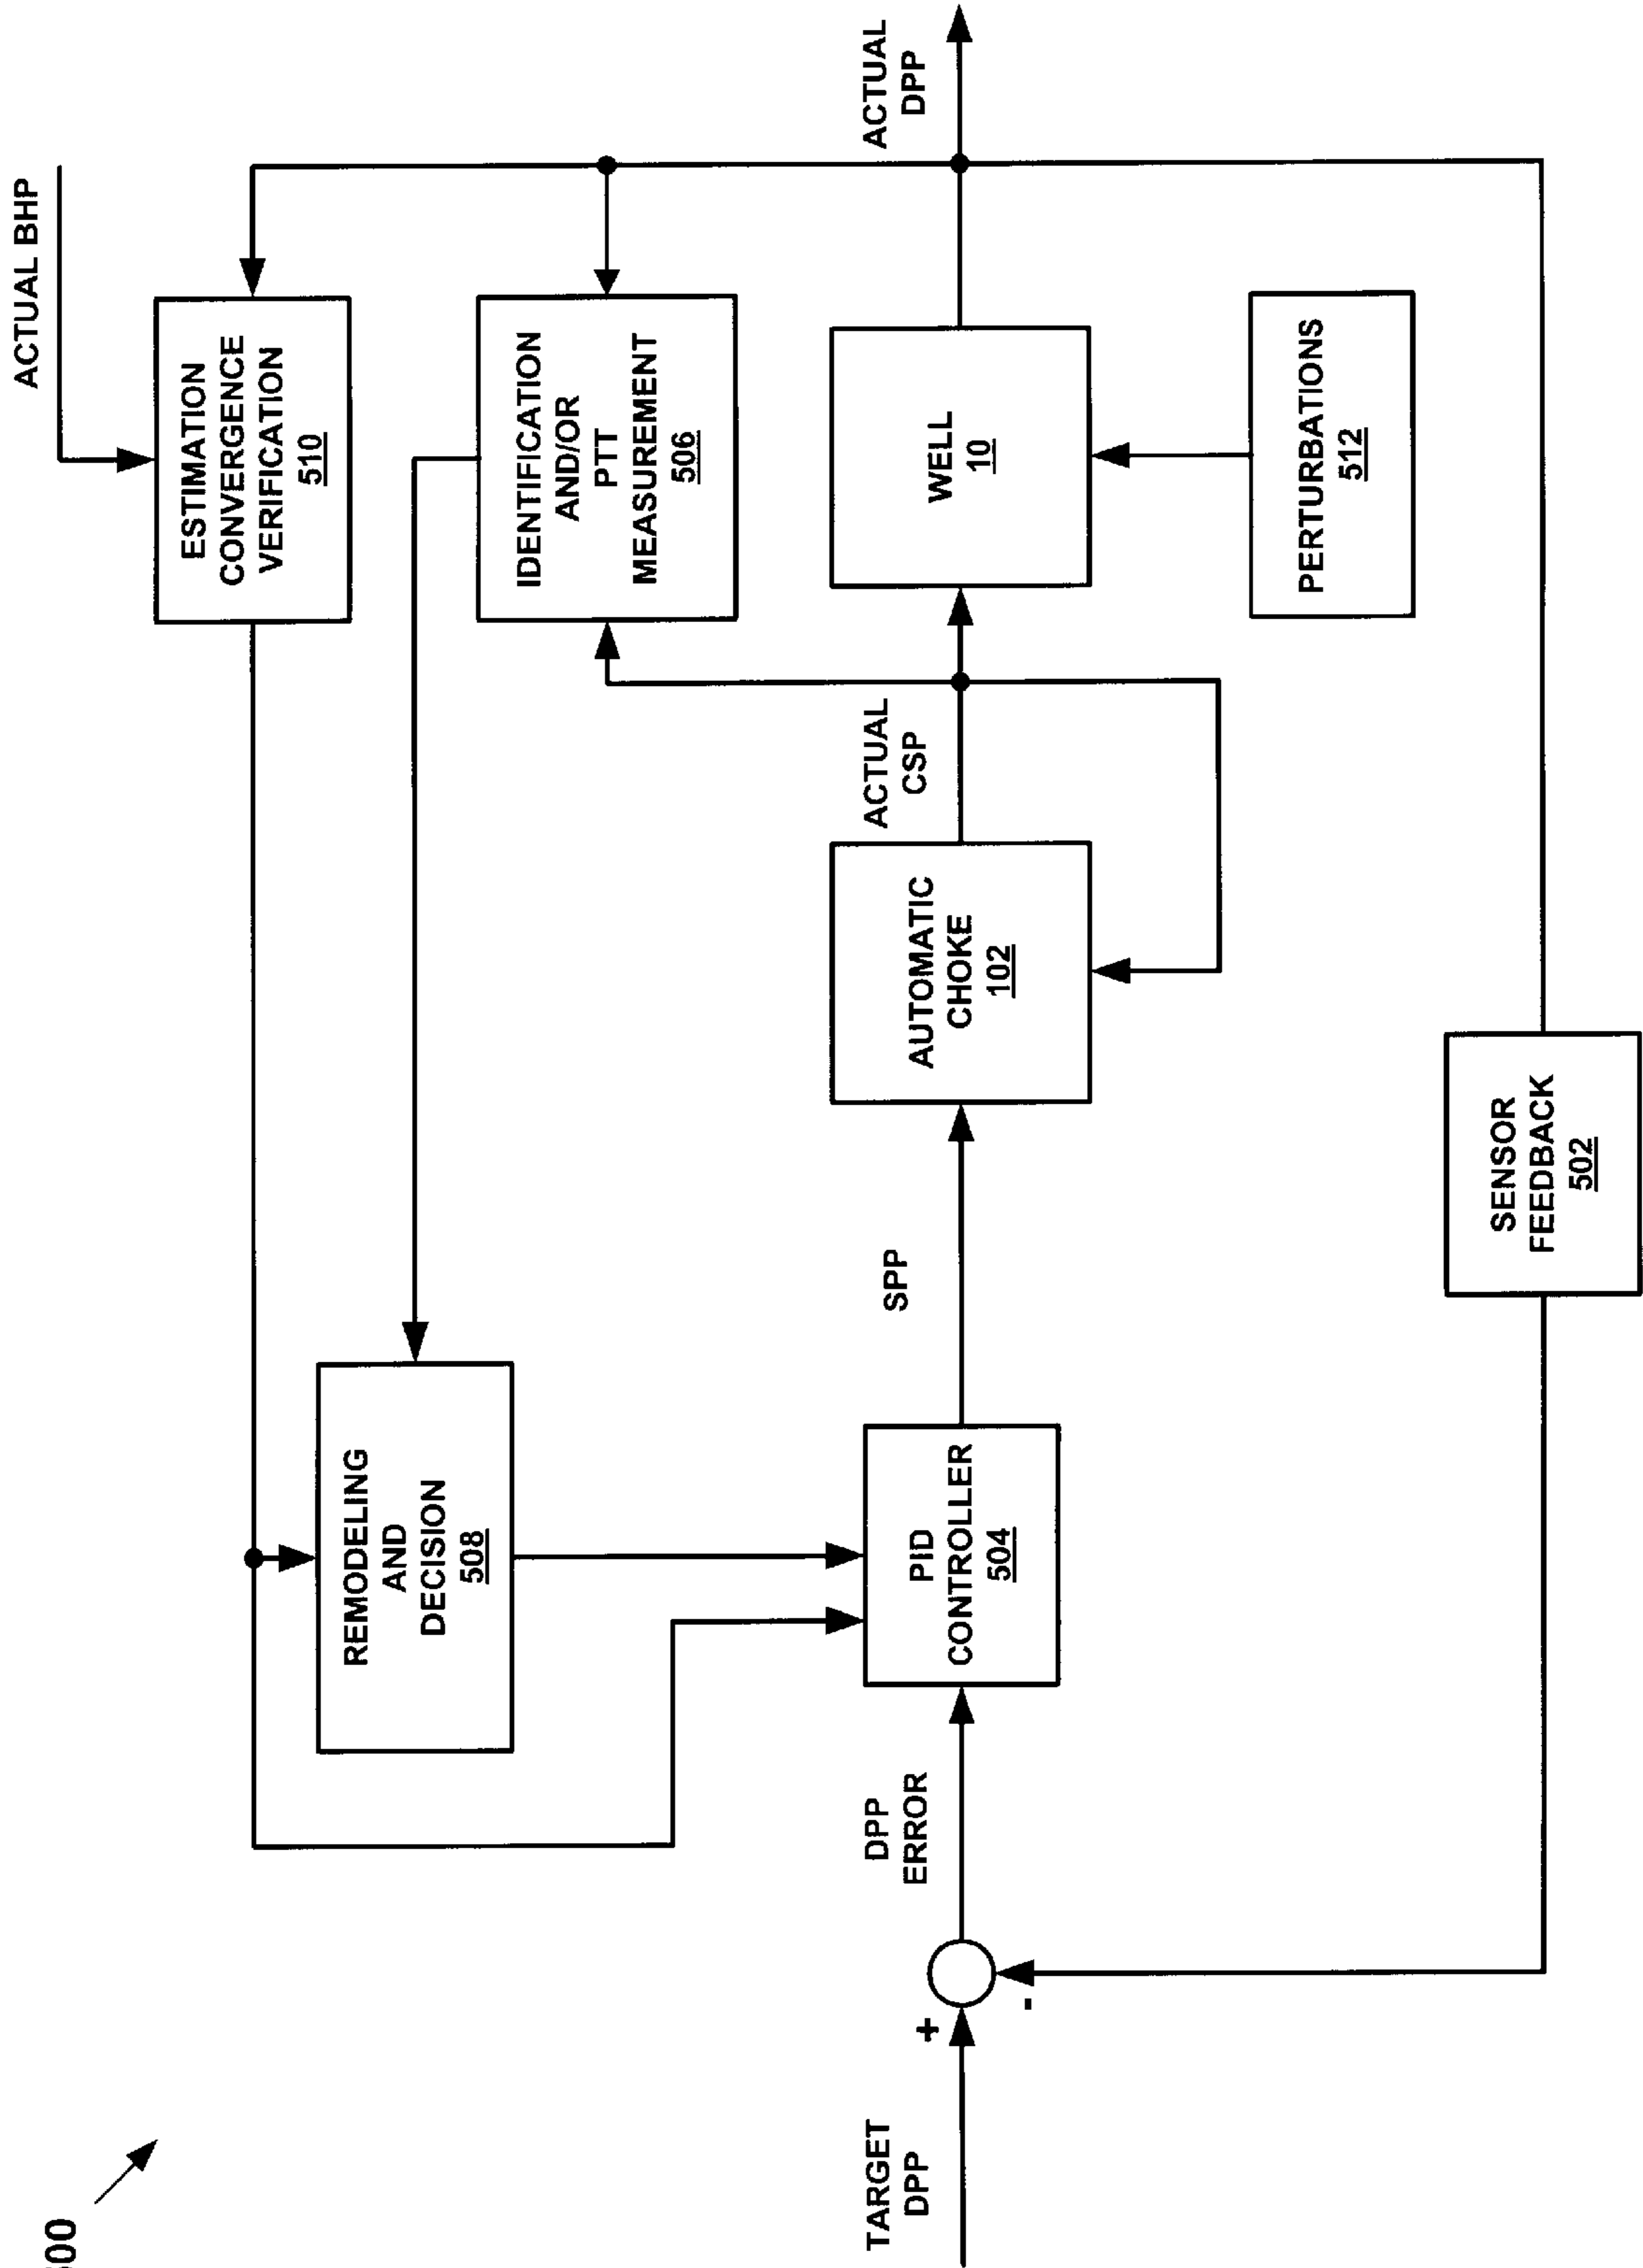 500
ACTUAL BHP
ESTIMATION
CONVERGENCE
VERIFICATION
510
REMODELING
AND
DECISION
508
IDENTIFICATION
AND/OR
PTT
MEASUREMENT
506
TARGET
DPP
+
-
DPP
ERROR
PID
CONTROLLER
504
SPP
AUTOMATIC
CHOKE
102
ACTUAL
CSP
WELL
10
ACTUAL
DPP
PERTURBATIONS
512
SENSOR
FEEDBACK
502